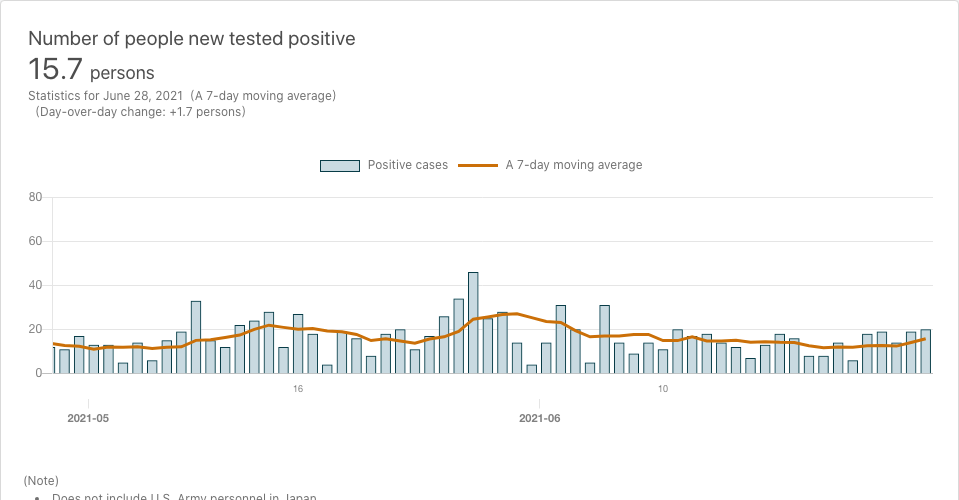 Number of people new tested positive
15.7 persons
Statistics for June 28, 2021 (A 7-day moving average)
(Day-over-day change: +1.7 persons)
Positive cases A 7-day moving average
80
60
40
20
0
16 10
2021-05 2021-06
(Note)
• Does not include U.S. Army personnel in Japan